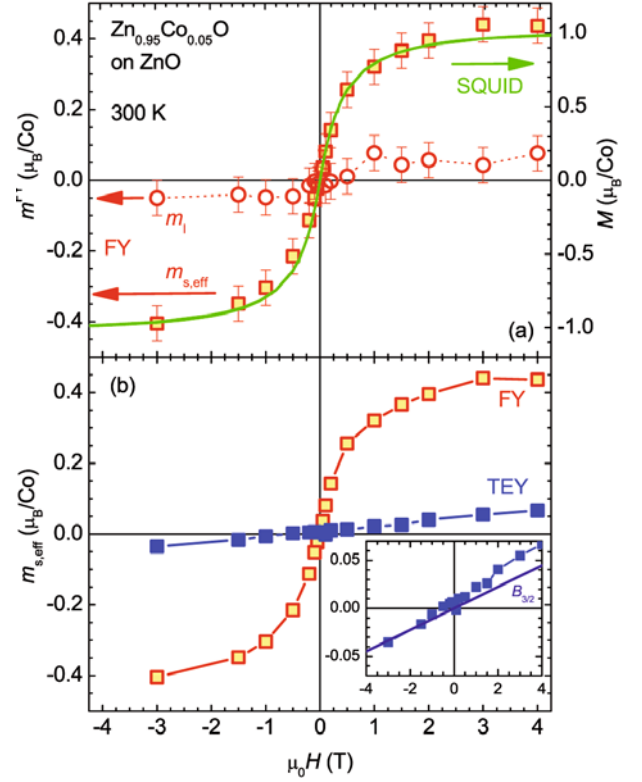 Zn0.95Co0.05O
on ZnO
300 K
SQUID
ml
FY
ms,eff
(a)
0.4
0.2
0.0
-0.2
-0.4
(μB/Co)
1.0
0.5
0.0
-0.5
-1.0
M (μB/Co)
(b)
FY
TEY
0.4
0.2
0.0
-0.2
-0.4
ms,eff (μB/Co)
0.05
0.00
-0.05
B3/2
-4 -2 0 2 4
-4 -3 -2 -1 0 1 2 3 4
μ0H (T)